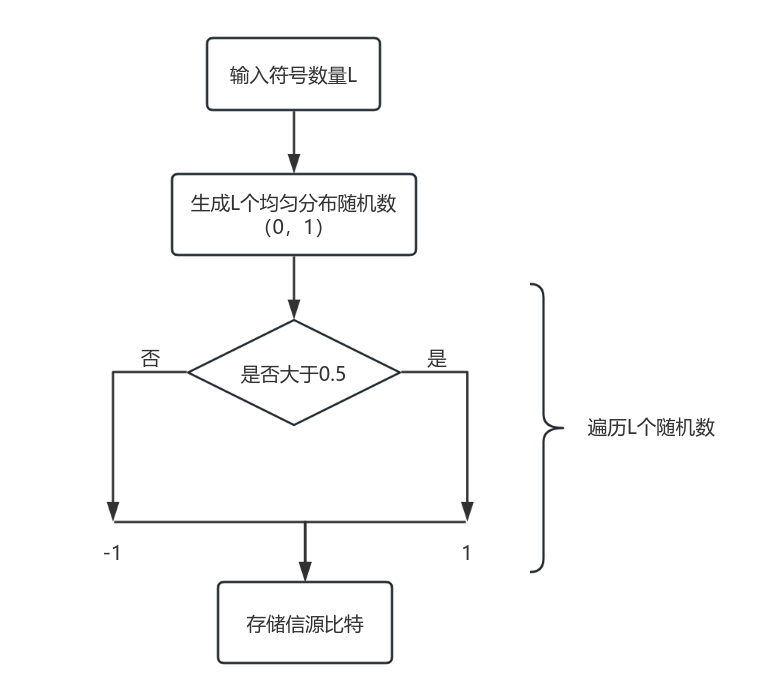 输入符号数量L
生成L个均匀分布随机数
（0，1）
否
是
是否大于0.5
遍历L个随机数
-1
1
存储信源比特